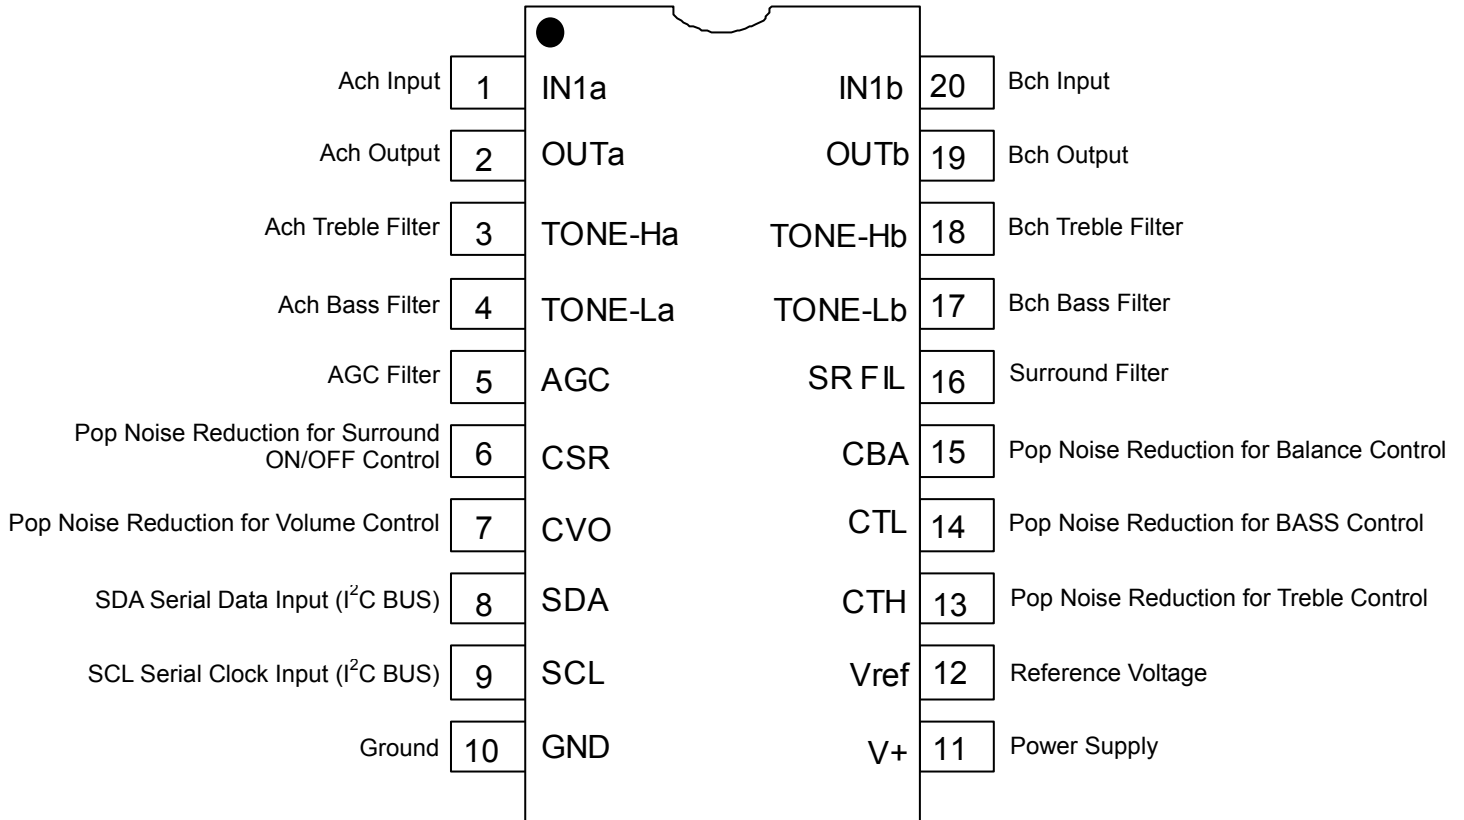 Ach Input 1 IN1a IN1b 20 Bch Input
Ach Output 2 OUTa OUTb 19 Bch Output
Ach Treble Filter 3 TONE-Ha TONE-Hb 18 Bch Treble Filter
Ach Bass Filter 4 TONE-La TONE-Lb 17 Bch Bass Filter
AGC Filter 5 AGC SR FIL 16 Surround Filter
Pop Noise Reduction for Surround
ON/OFF Control 6 CSR CBA 15 Pop Noise Reduction for Balance Control
Pop Noise Reduction for Volume Control 7 CVO CTL 14 Pop Noise Reduction for BASS Control
SDA Serial Data Input (I²C BUS) 8 SDA CTH 13 Pop Noise Reduction for Treble Control
SCL Serial Clock Input (I²C BUS) 9 SCL Vref 12 Reference Voltage
Ground 10 GND V+ 11 Power Supply